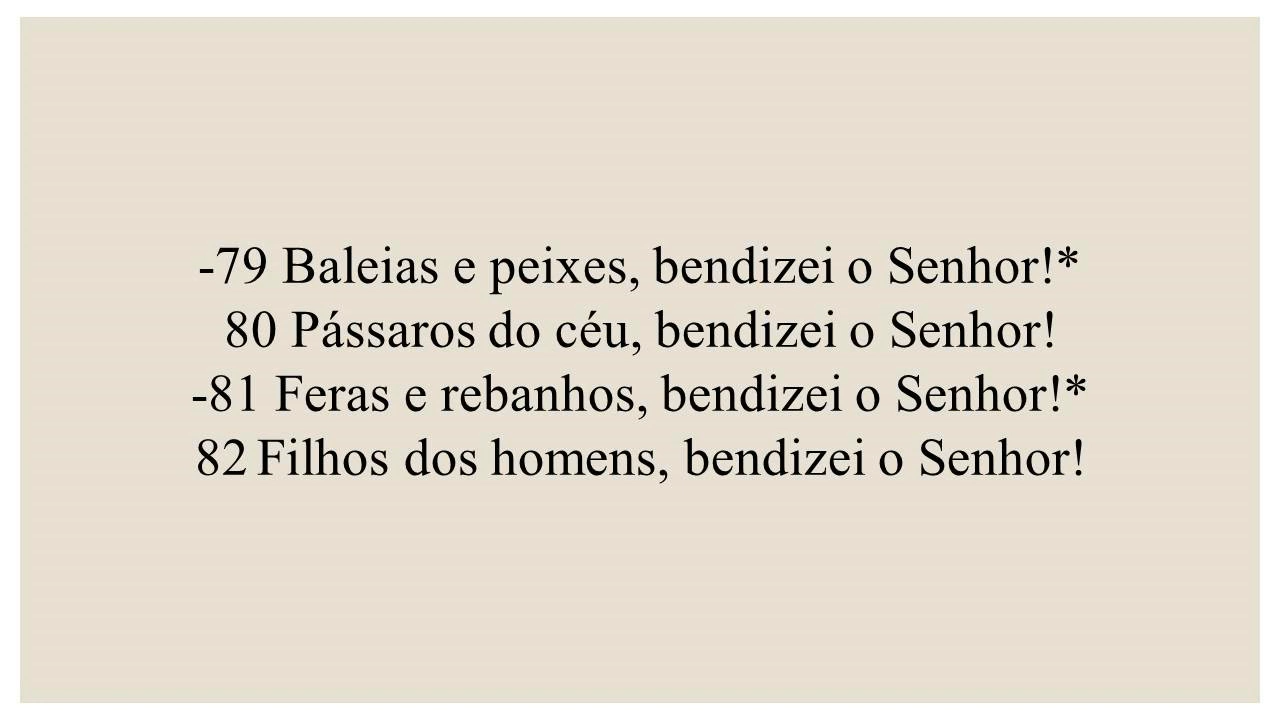 -79 Baleias e peixes, bendizei o Senhor!*
80 Pássaros do céu, bendizei o Senhor!
-81 Feras e rebanhos, bendizei o Senhor!*
82 Filhos dos homens, bendizei o Senhor!